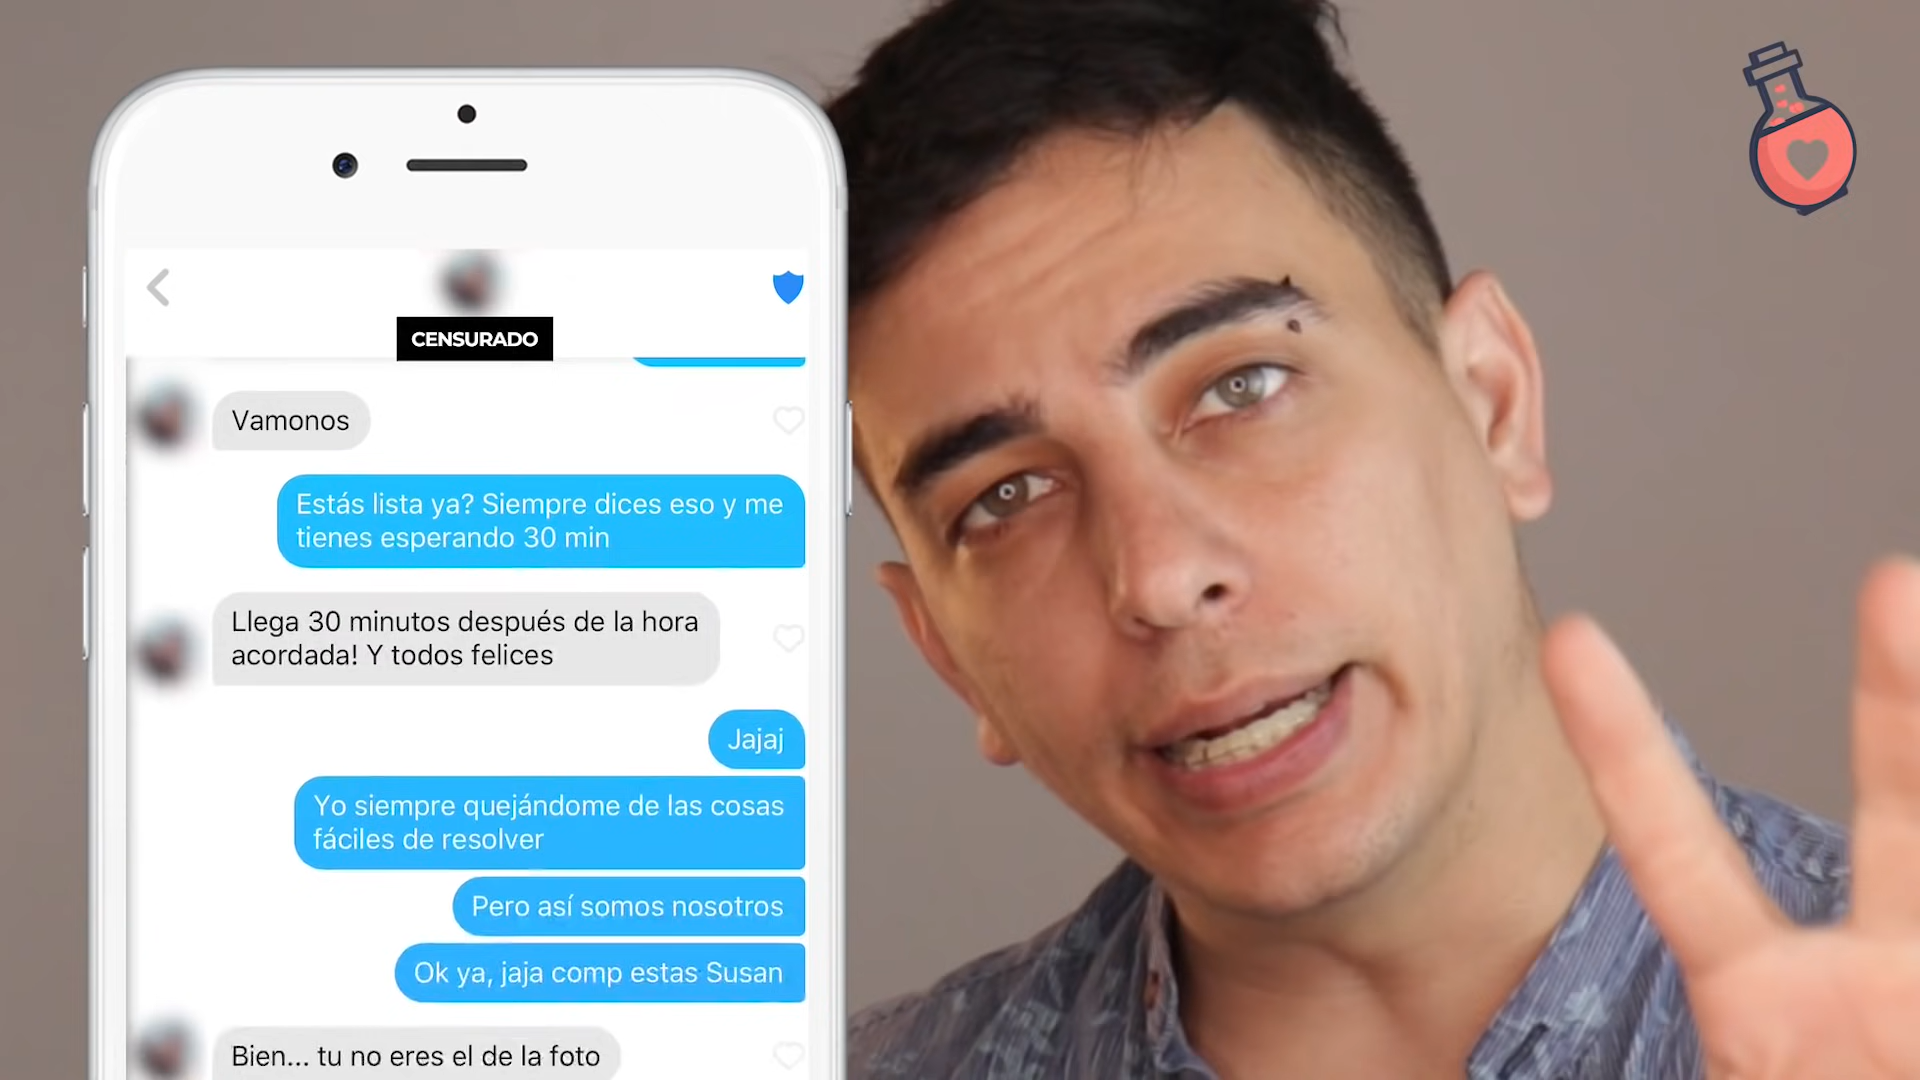 CENSURADO
Vamonos
Estás lista ya? Siempre dices eso y me
tienes esperando 30 min
Llega 30 minutos después de la hora
acordada! Y todos felices
Jajaj
Yo siempre quejándome de las cosas
fáciles de resolver
Pero así somos nosotros
Ok ya, jaja comp estas Susan
Bien... tu no eres el de la foto